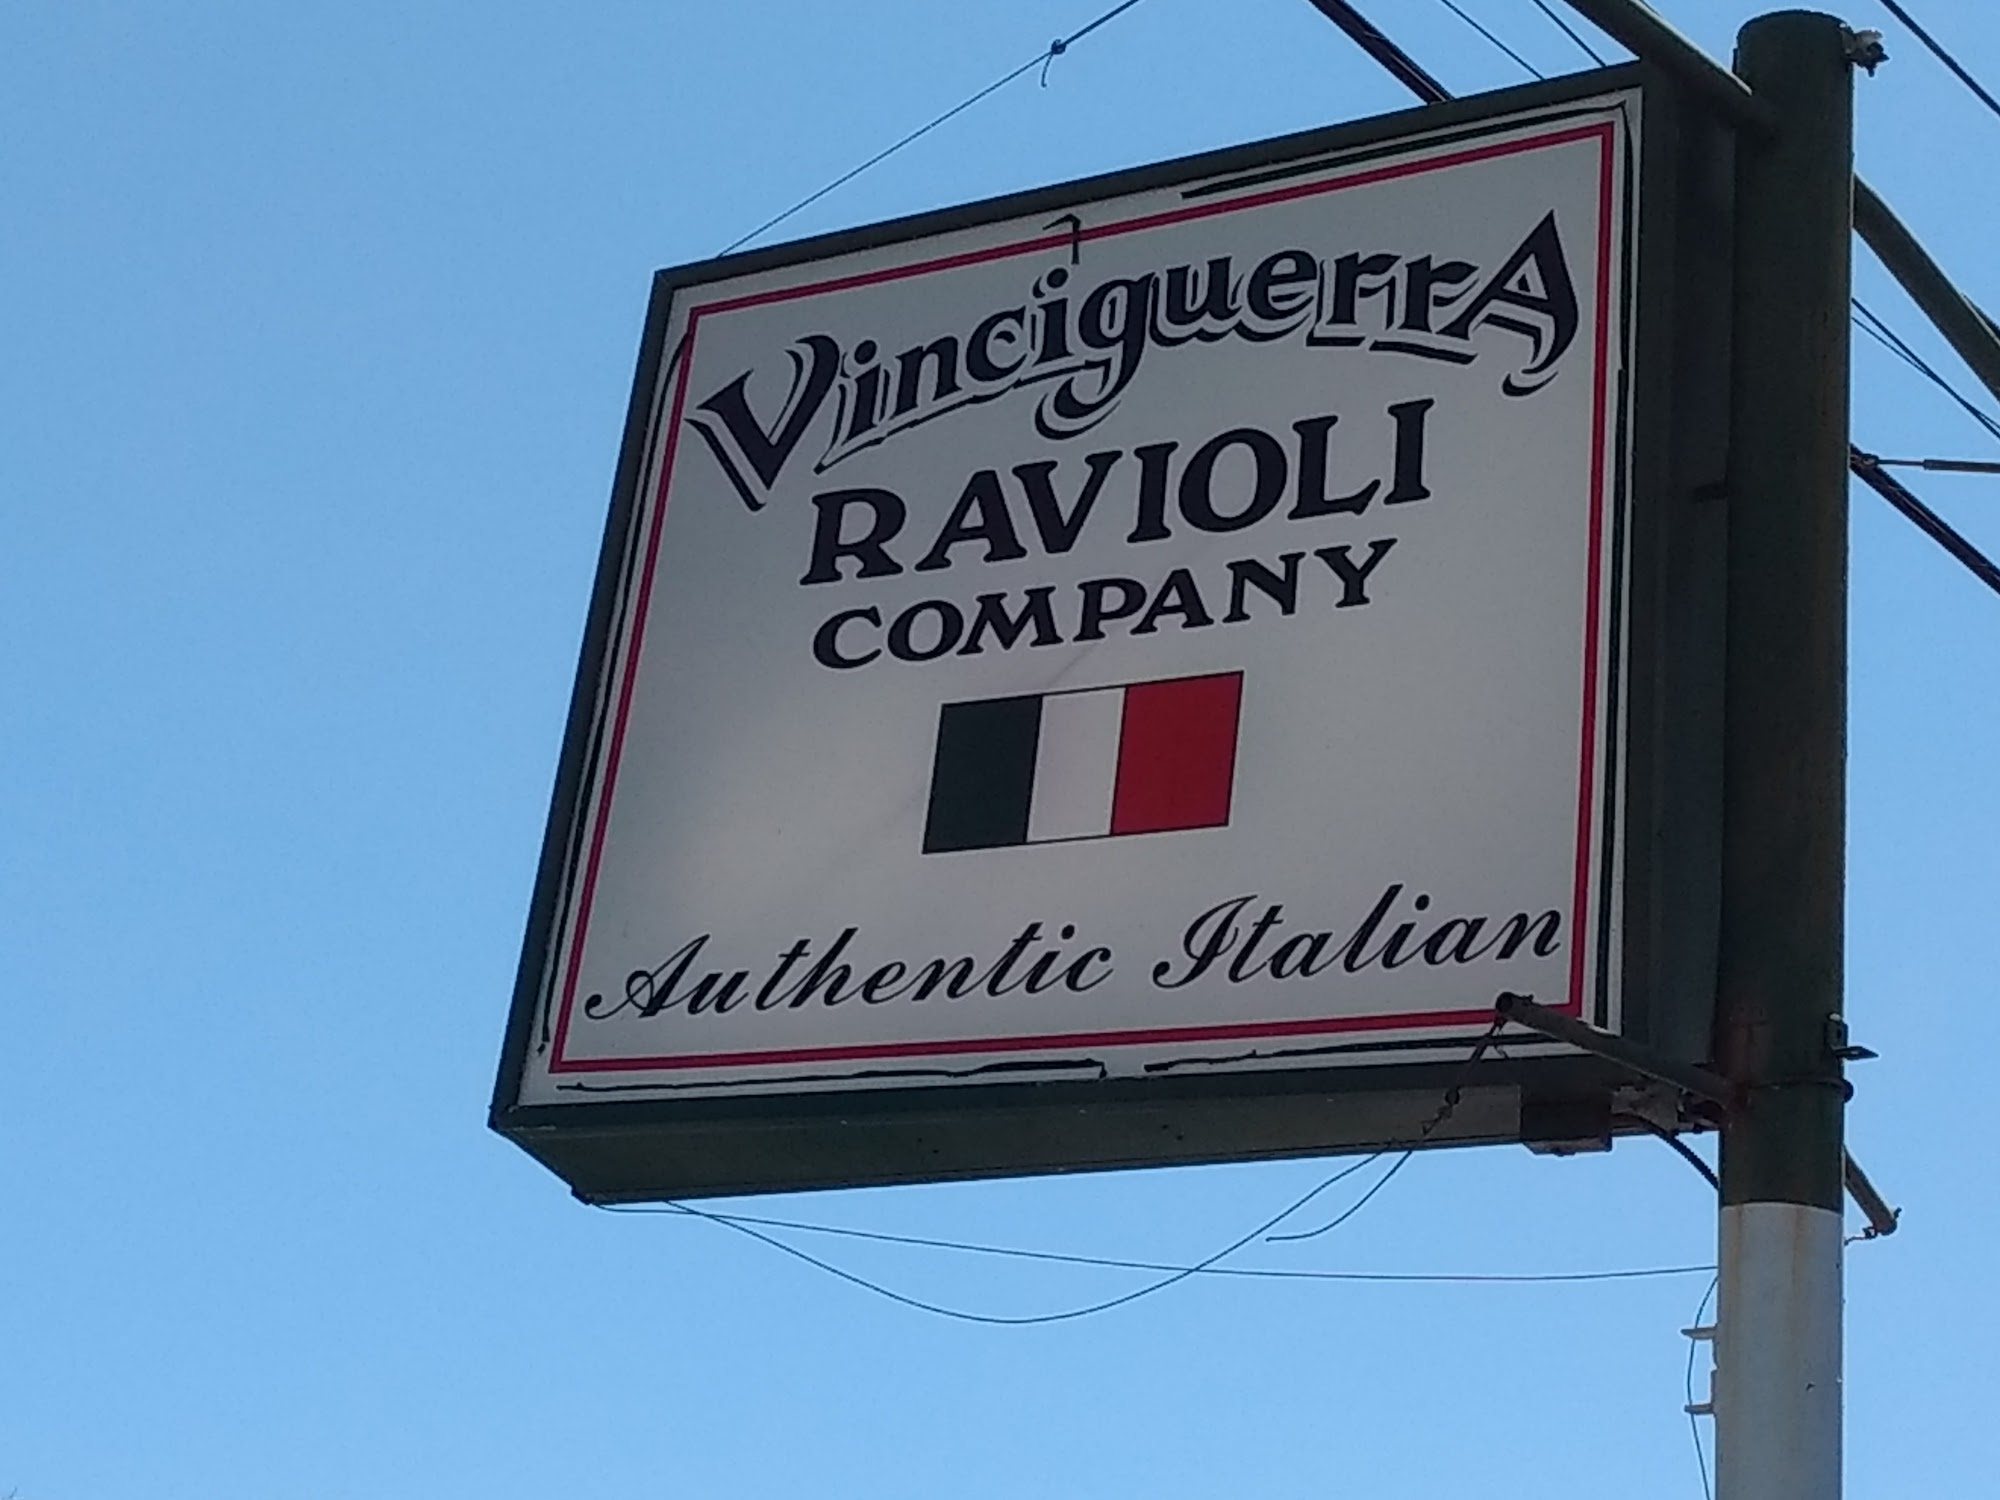 Vinciguerra
RAVIOLI
COMPANY
Authentic Italian